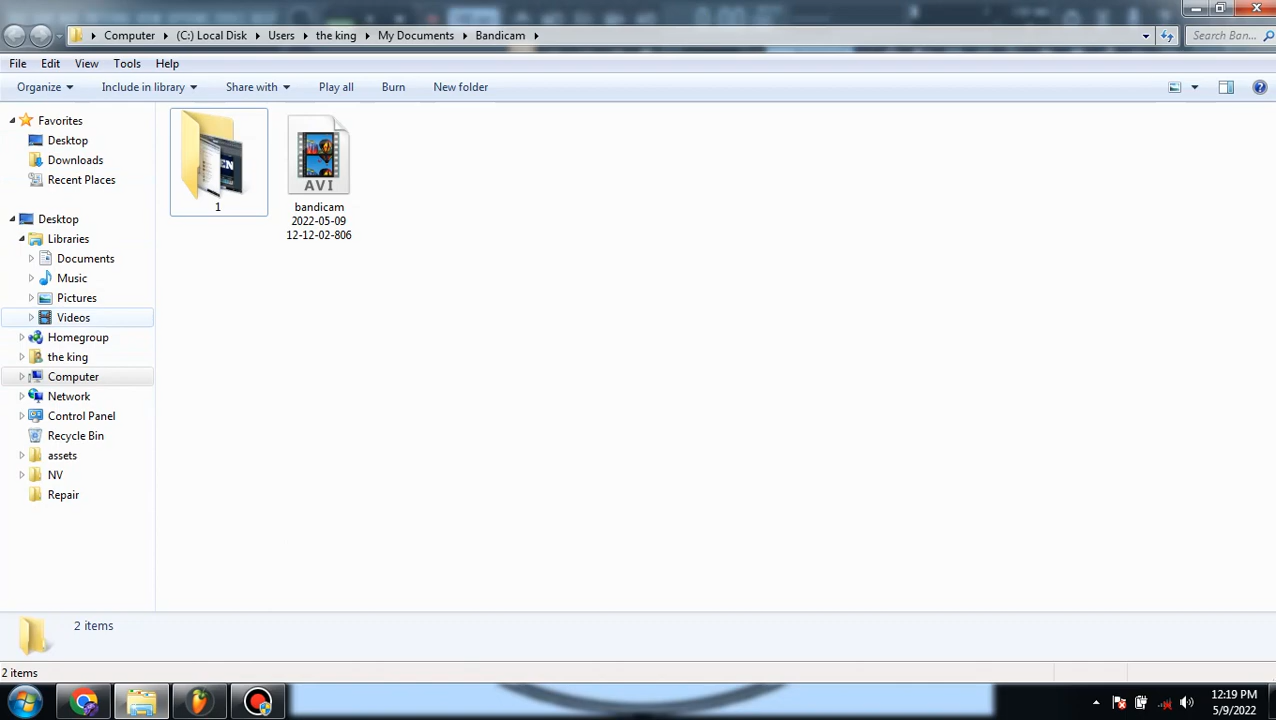 Computer (C:) Local Disk Users the king My Documents Bandicam Search Ban...
File Edit View Tools Help
Organize Include in library Share with Play all Burn New folder
Favorites
Desktop
Downloads
Recent Places
Desktop
Libraries
Documents
Music
Pictures
Videos
Homegroup
the king
Computer
Network
Control Panel
Recycle Bin
assets
NV
Repair
1
AVI
bandicam
2022-05-09
12-12-02-806
2 items
2 items
12:19 PM
5/9/2022